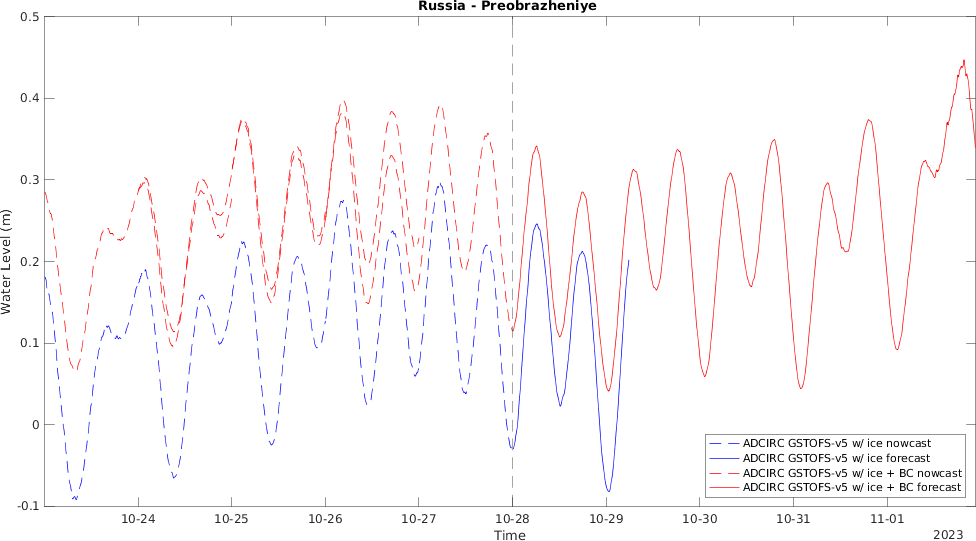 Russia - Preobrazheniye
Water Level (m)
0.5
0.4
0.3
0.2
0.1
0
-0.1
10-24 10-25 10-26 10-27 10-28 10-29 10-30 10-31 11-01
Time
2023
ADCIRC GSTOFS-v5 w/ ice nowcast
ADCIRC GSTOFS-v5 w/ ice forecast
ADCIRC GSTOFS-v5 w/ ice + BC nowcast
ADCIRC GSTOFS-v5 w/ ice + BC forecast